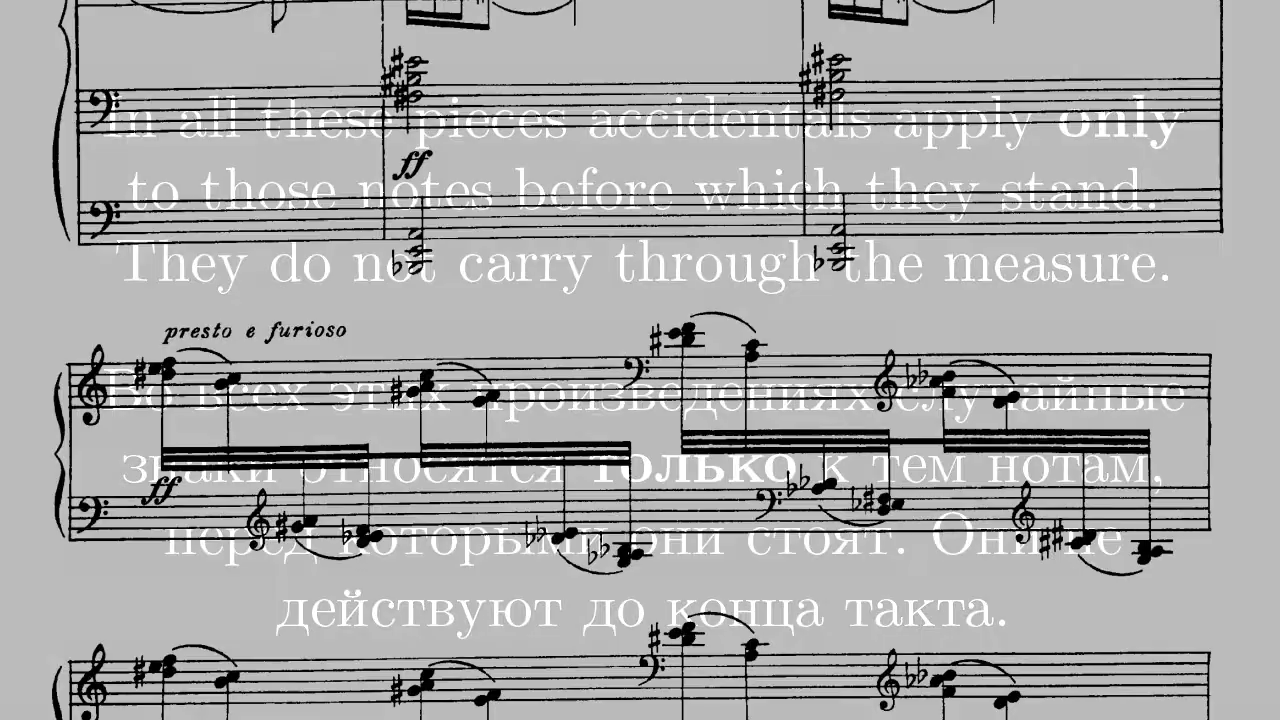 In all these pieces accidentals apply only
ff
to those notes before which they stand.
They do not carry through the measure.
presto e furioso
Во всех этих произведениях случайные
знаки относятся только к тем нотам,
ff
перед которыми они стоят. Они не
действуют до конца такта.